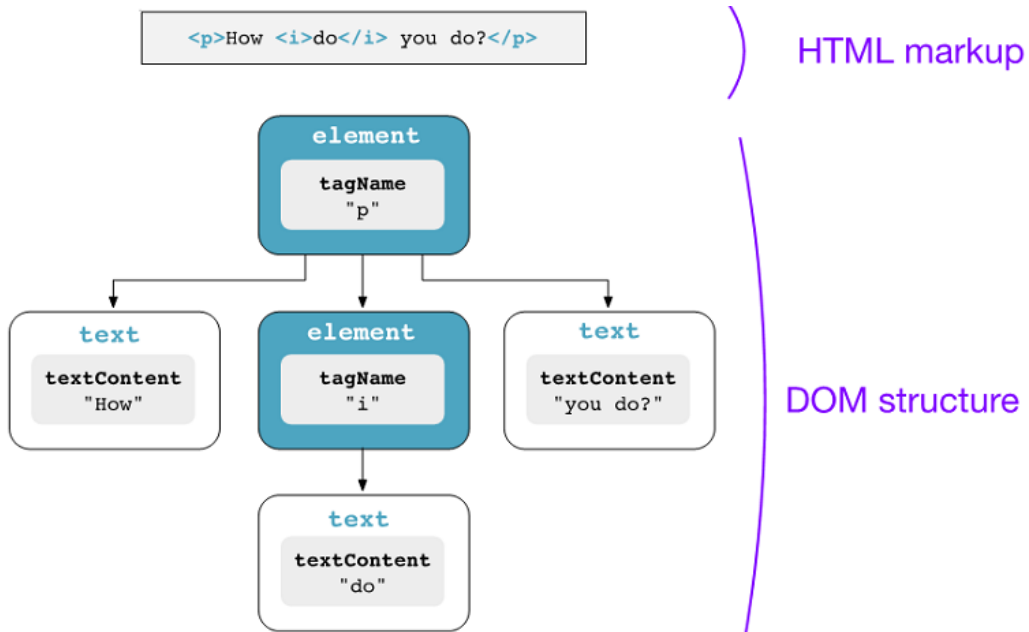 <p>How <i>do</i> you do?</p>
HTML markup
element
tagName
"p"
text
textContent
"How"
element
tagName
"i"
text
textContent
"you do?"
DOM structure
text
textContent
"do"